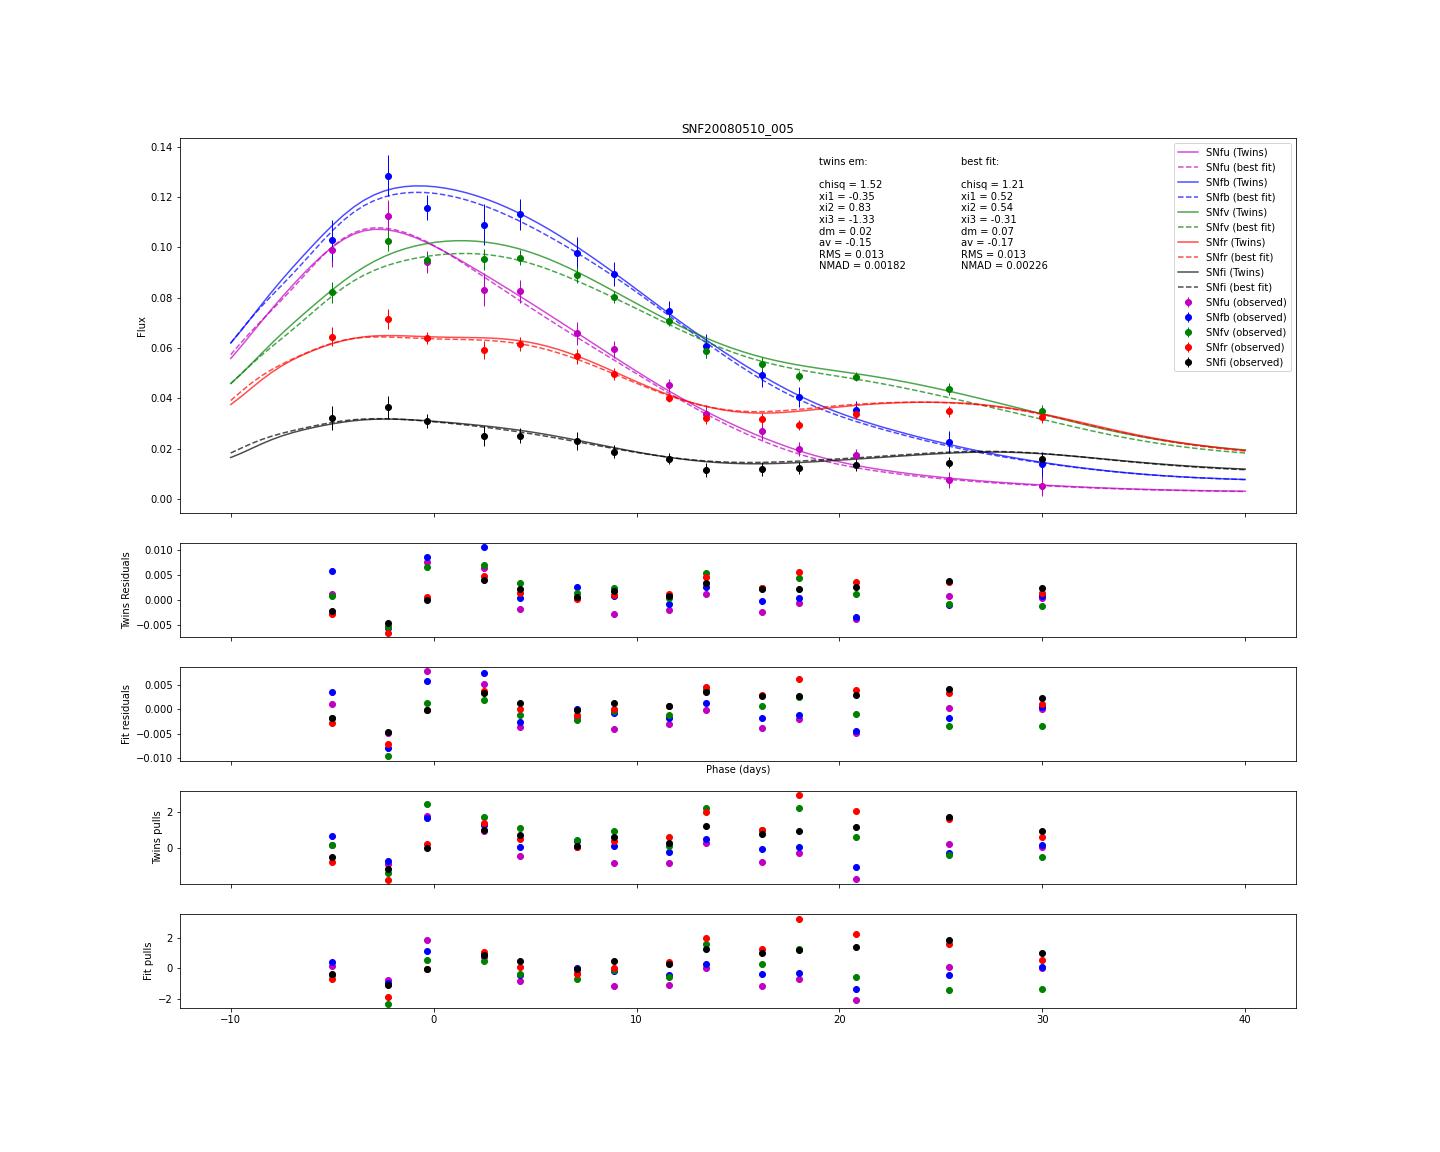 SNF20080510_005
0.14
0.12
0.10
0.08
0.06
0.04
0.02
0.00
Flux
twins em:
chisq = 1.52
xi1 = -0.35
xi2 = 0.83
xi3 = -1.33
dm = 0.02
av = -0.15
RMS = 0.013
NMAD = 0.00182
best fit:
chisq = 1.21
xi1 = 0.52
xi2 = 0.54
xi3 = -0.31
dm = 0.07
av = -0.17
RMS = 0.013
NMAD = 0.00226
SNfu (Twins)
SNfu (best fit)
SNfb (Twins)
SNfb (best fit)
SNfv (Twins)
SNfv (best fit)
SNfr (Twins)
SNfr (best fit)
SNfi (Twins)
SNfi (best fit)
SNfu (observed)
SNfb (observed)
SNfv (observed)
SNfr (observed)
SNfi (observed)
0.010
0.005
0.000
−0.005
Twins Residuals
0.005
0.000
−0.005
−0.010
Fit residuals
Phase (days)
2
0
Twins pulls
2
0
−2
Fit pulls
−10
0
10
20
30
40